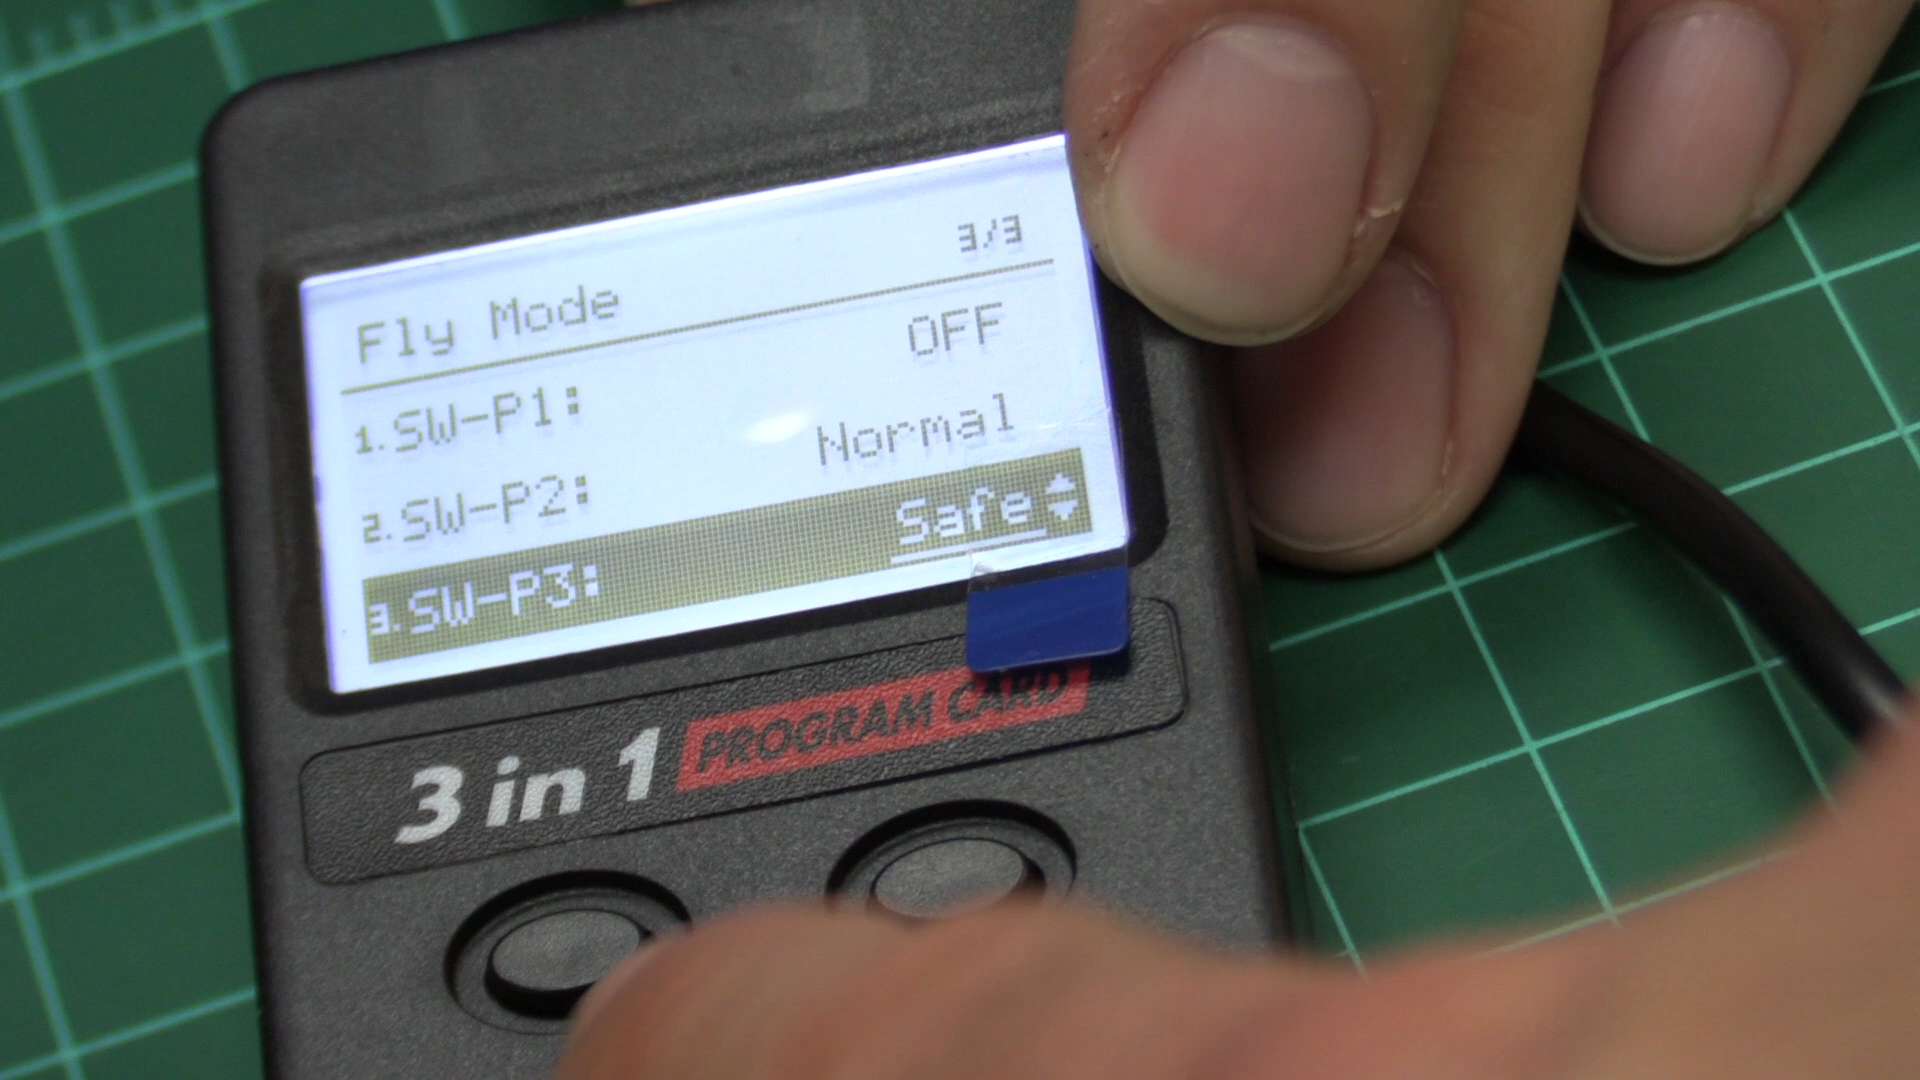 Fly Mode 3/3
1.SW-P1: OFF
2.SW-P2: Normal
3.SW-P3: Safe
3 in 1 PROGRAM CARD